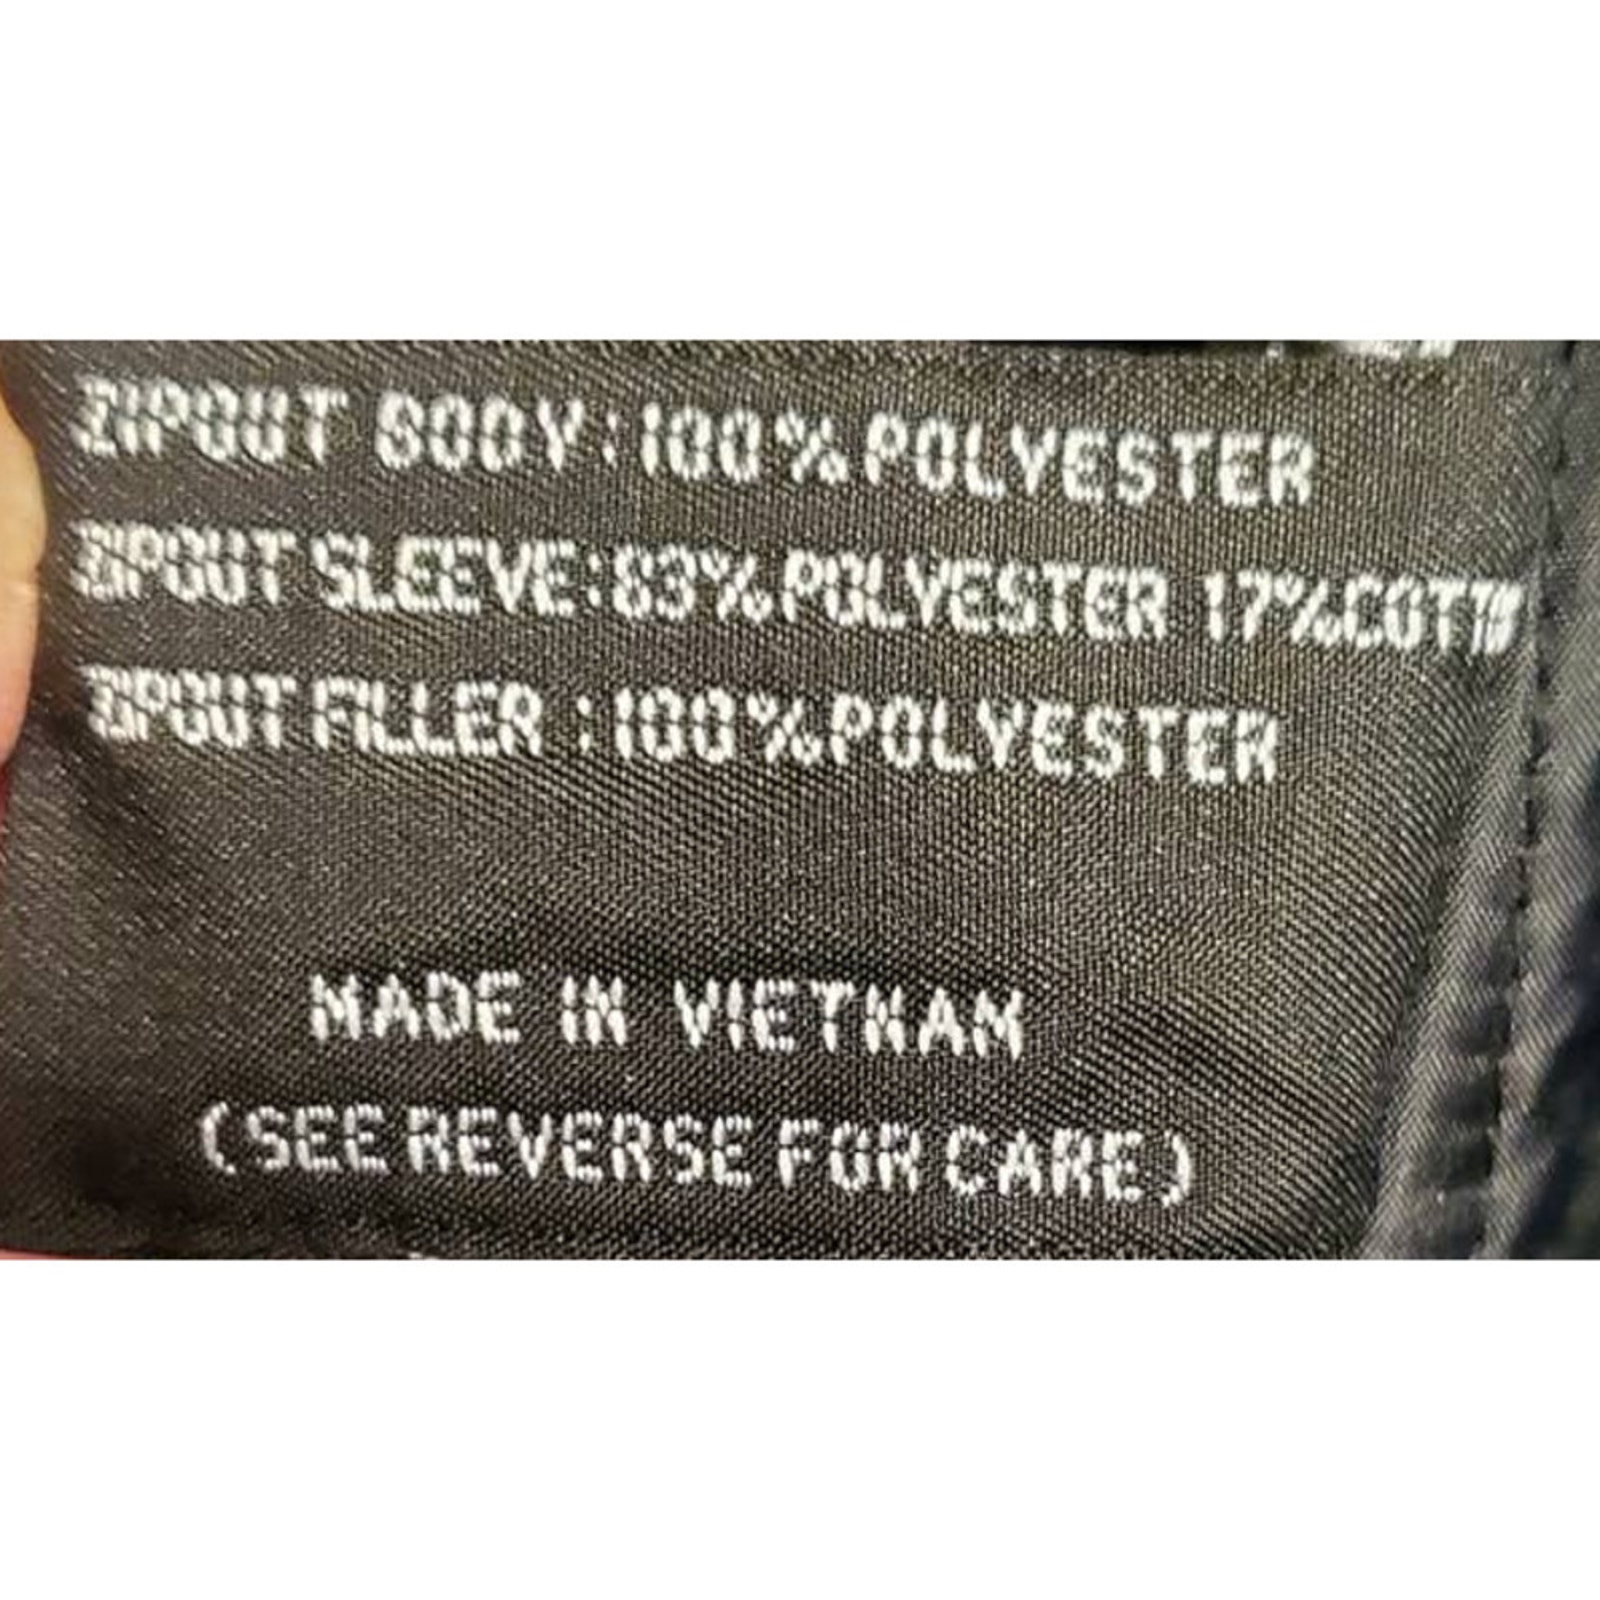 ZIPOUT BODY:100%POLYESTER
ZIPOUT SLEEVE:83%POLYESTER 17%COTTON
ZIPOUT FILLER :100%POLYESTER
MADE IN VIETNAM
(SEE REVERSE FOR CARE)